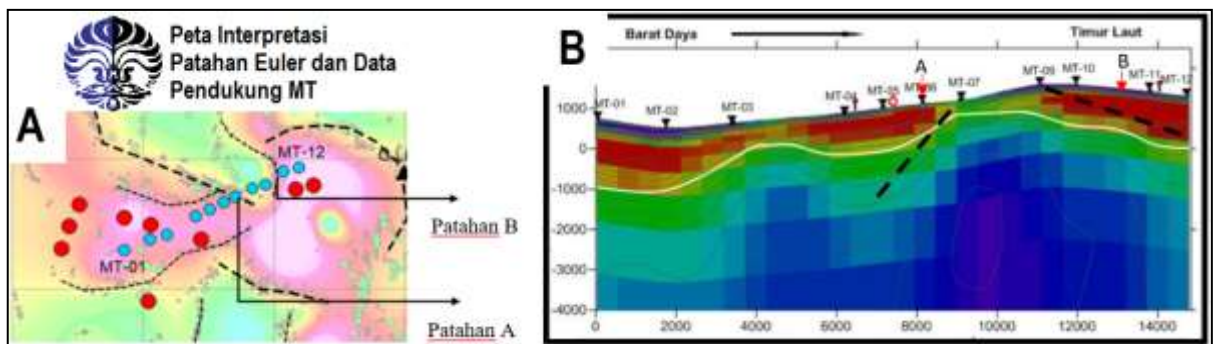 Peta Interpretasi
Patahan Euler dan Data
Pendukung MT
A
MT-12
MT-01
Patahan B
Patahan A
B
Barat Daya
Timur Laut
A
B
MT-01
MT-02
MT-03
MT-04
MT-05
MT-07
MT-09
MT-10
MT-11
MT-12
1000
0
-1000
-2000
-3000
-4000
0
2000
4000
6000
8000
10000
12000
14000